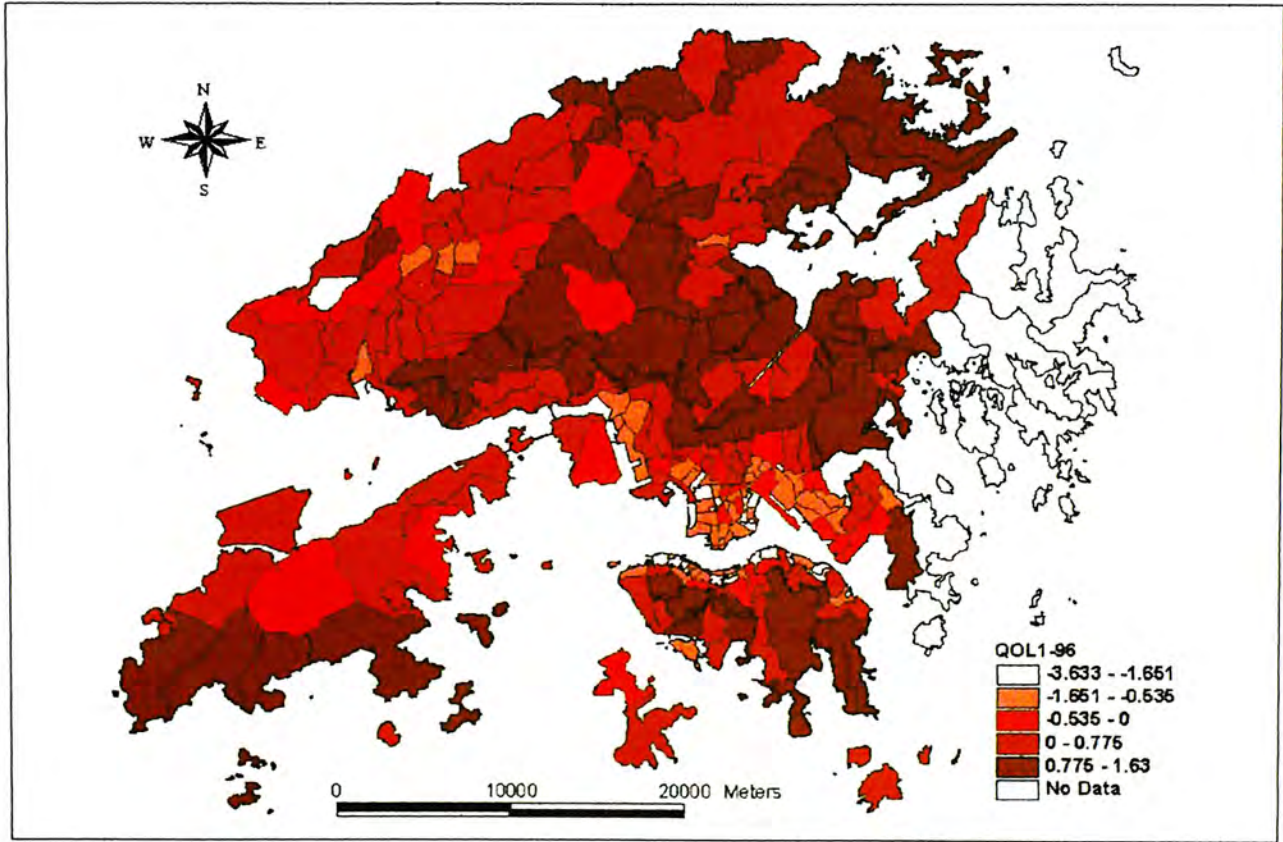 N
W E
S
QOL1-96
-3.633 - -1.651
-1.651 - -0.535
-0.535 - 0
0 - 0.775
0.775 - 1.63
No Data
0 10000 20000 Meters